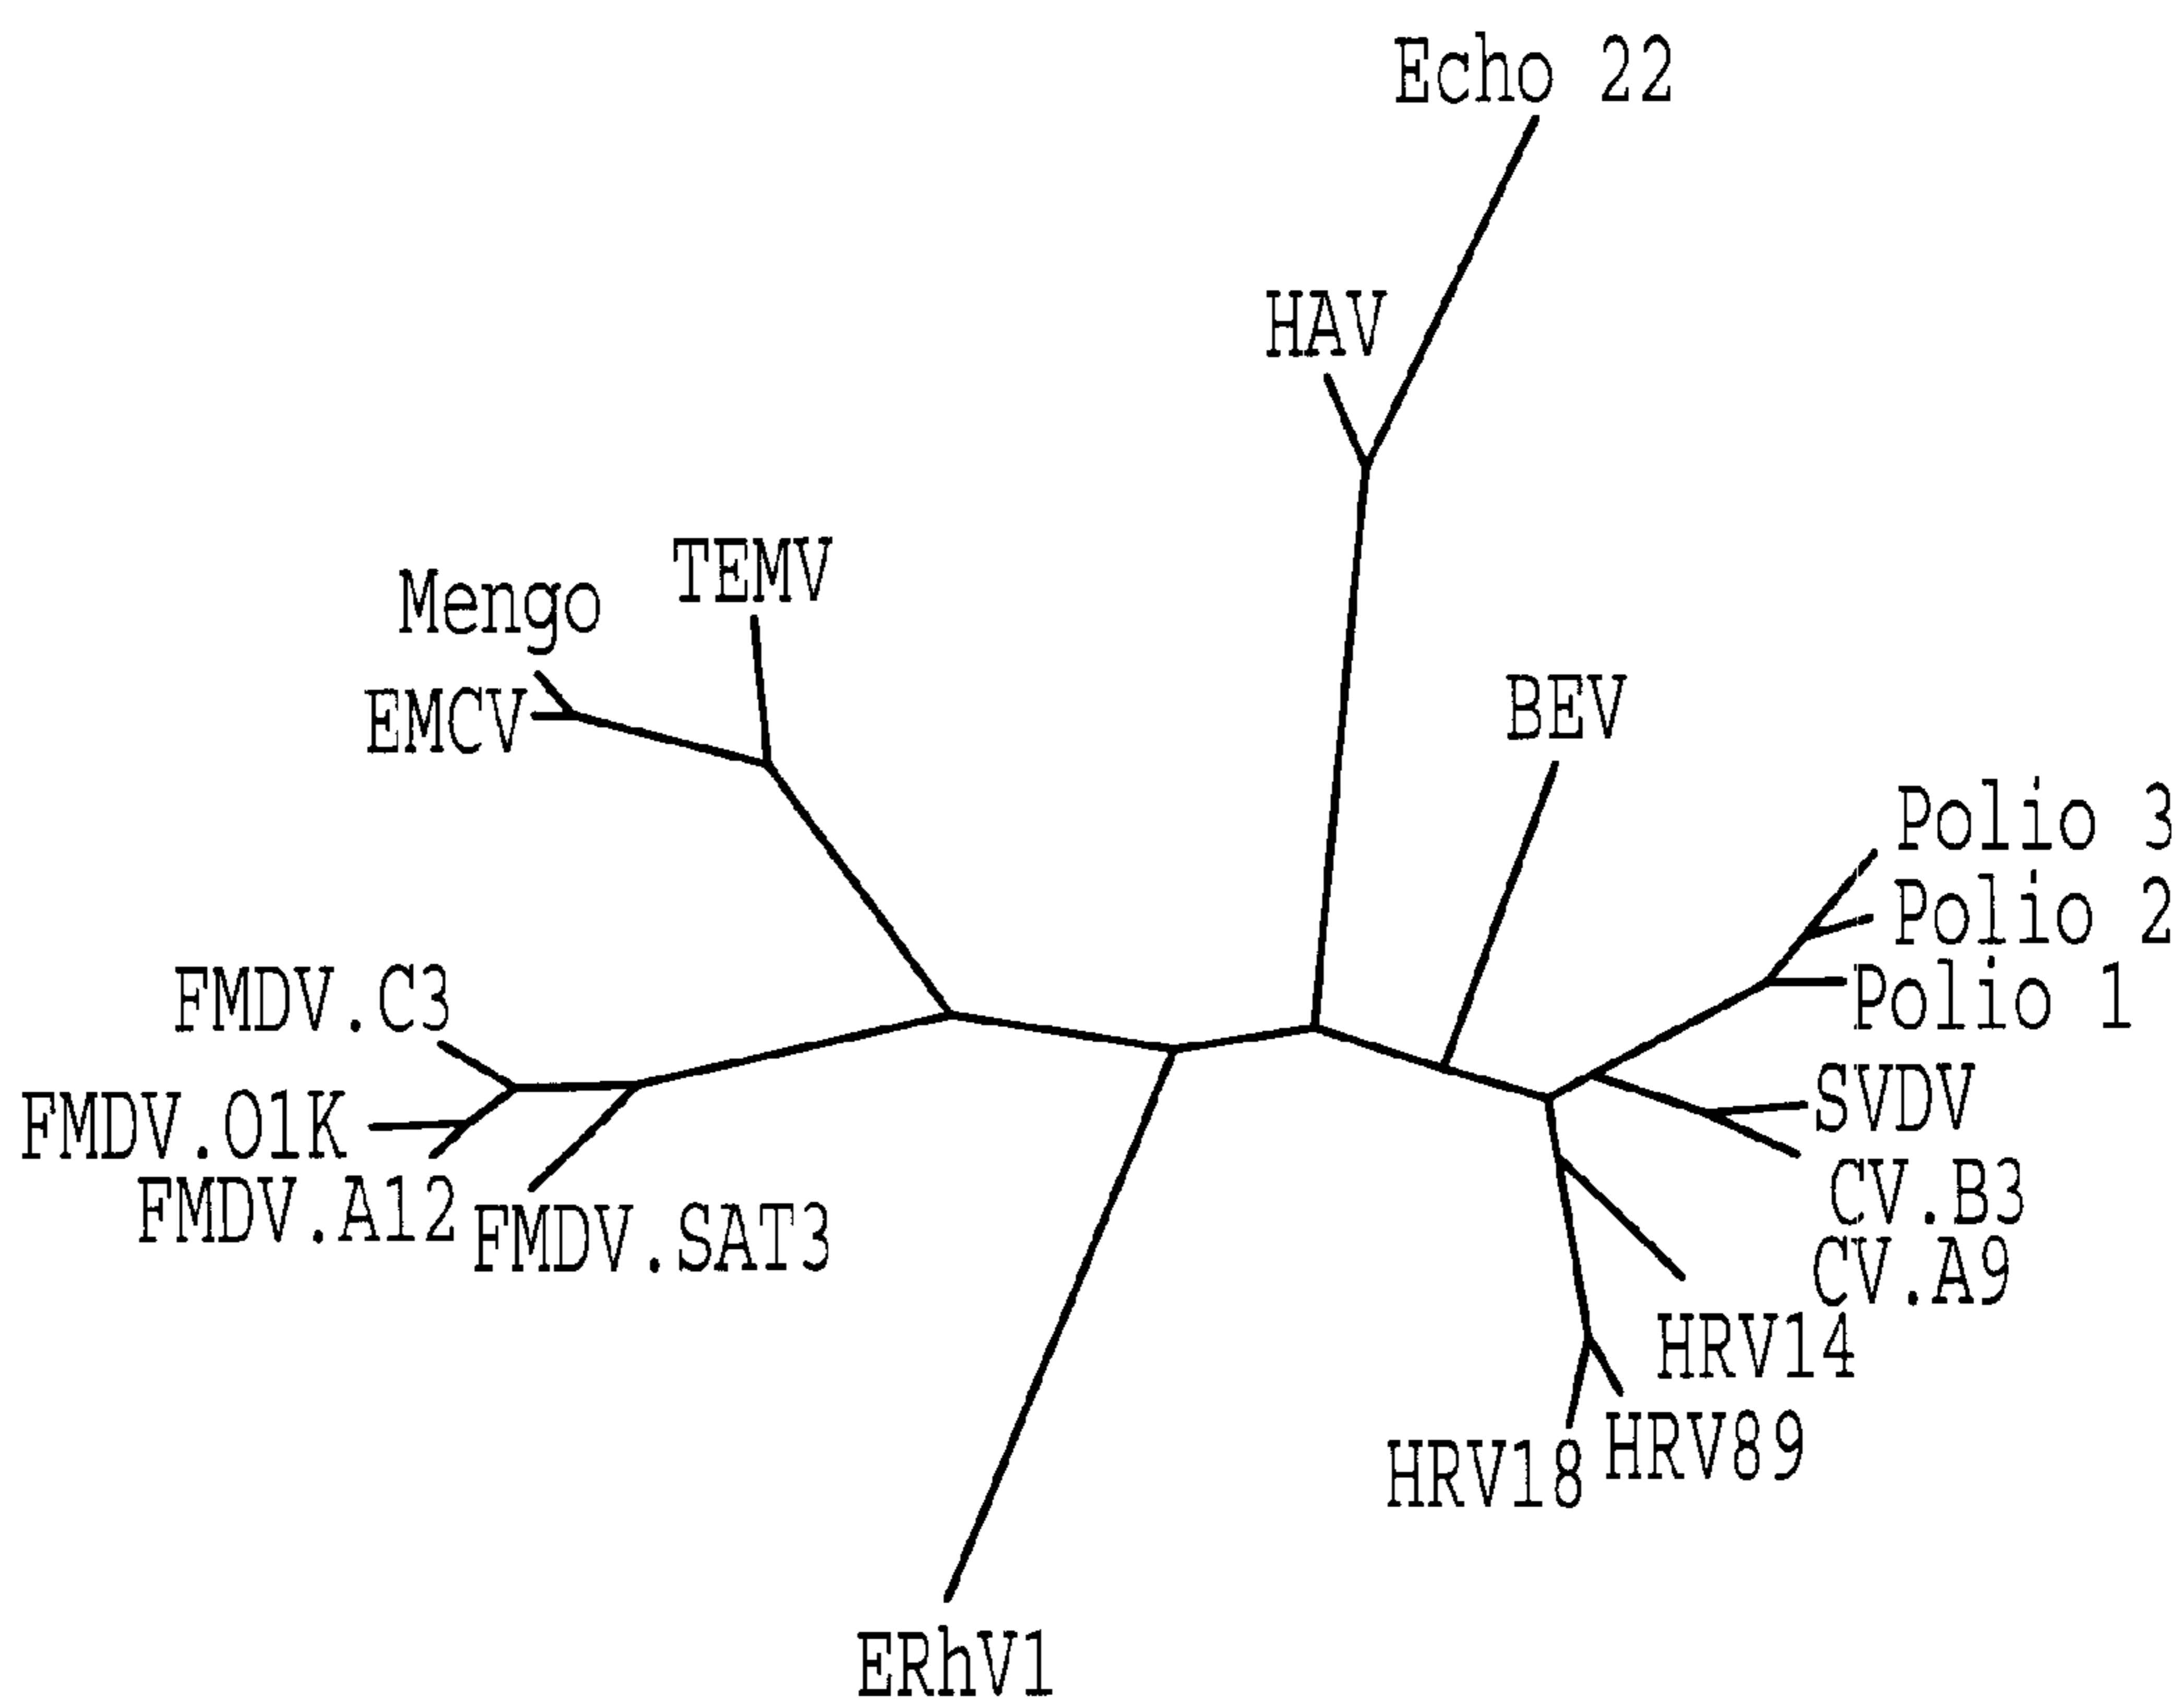 Echo 22
HAV
TEMV
Mengo
EMCV
BEV
Polio 3
Polio 2
Polio 1
FMDV.C3
FMDV.O1K
FMDV.A12
FMDV.SAT3
SVDV
CV.B3
CV.A9
HRV14
HRV89
HRV18
ERhV1